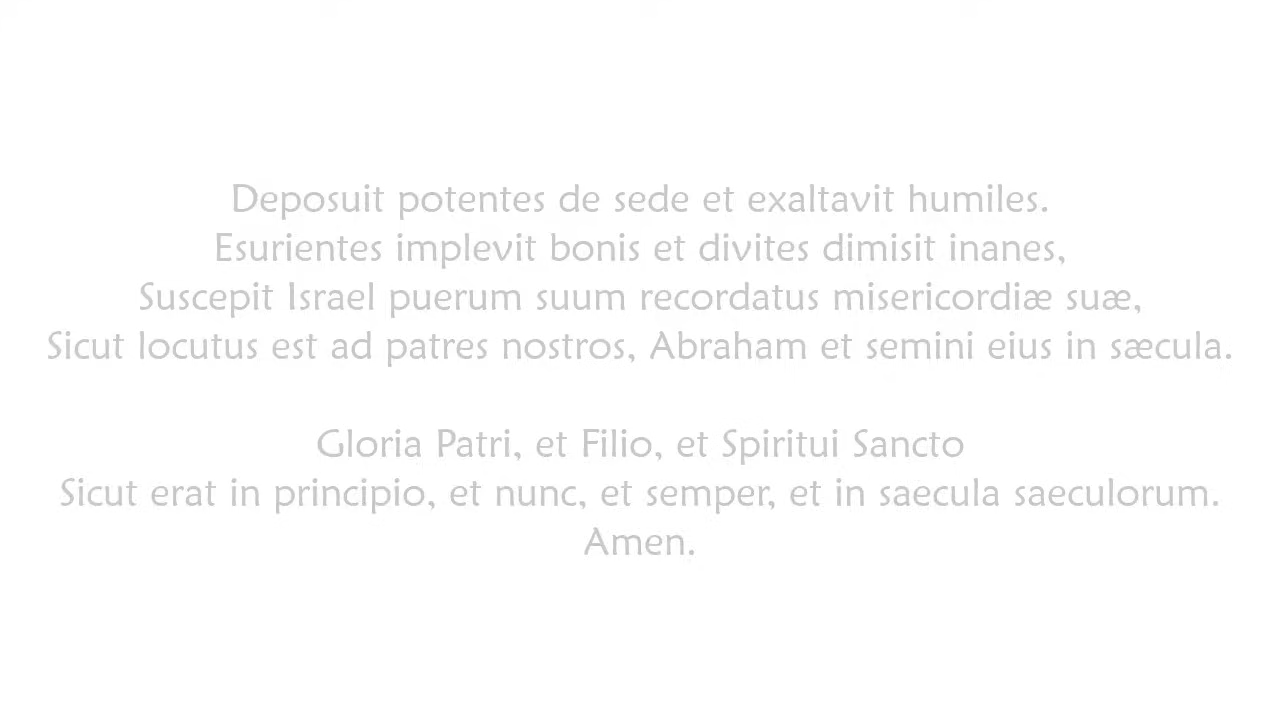 Deposuit potentes de sede et exaltavit humiles.
Esurientes implevit bonis et divites dimisit inanes,
Suscepit Israel puerum suum recordatus misericordiæ suæ,
Sicut locutus est ad patres nostros, Abraham et semini eius in sæcula.
Gloria Patri, et Filio, et Spiritui Sancto
Sicut erat in principio, et nunc, et semper, et in saecula saeculorum.
Amen.